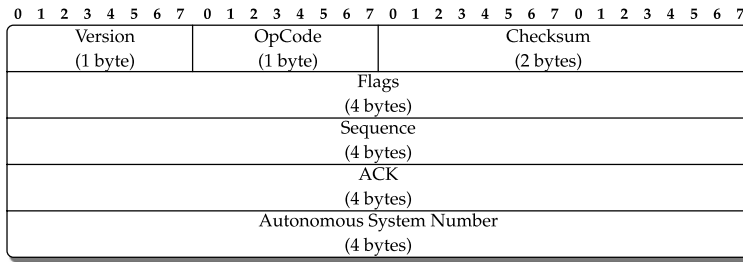 0 1 2 3 4 5 6 7 0 1 2 3 4 5 6 7 0 1 2 3 4 5 6 7 0 1 2 3 4 5 6 7
Version OpCode Checksum
(1 byte) (1 byte) (2 bytes)
Flags
(4 bytes)
Sequence
(4 bytes)
ACK
(4 bytes)
Autonomous System Number
(4 bytes)